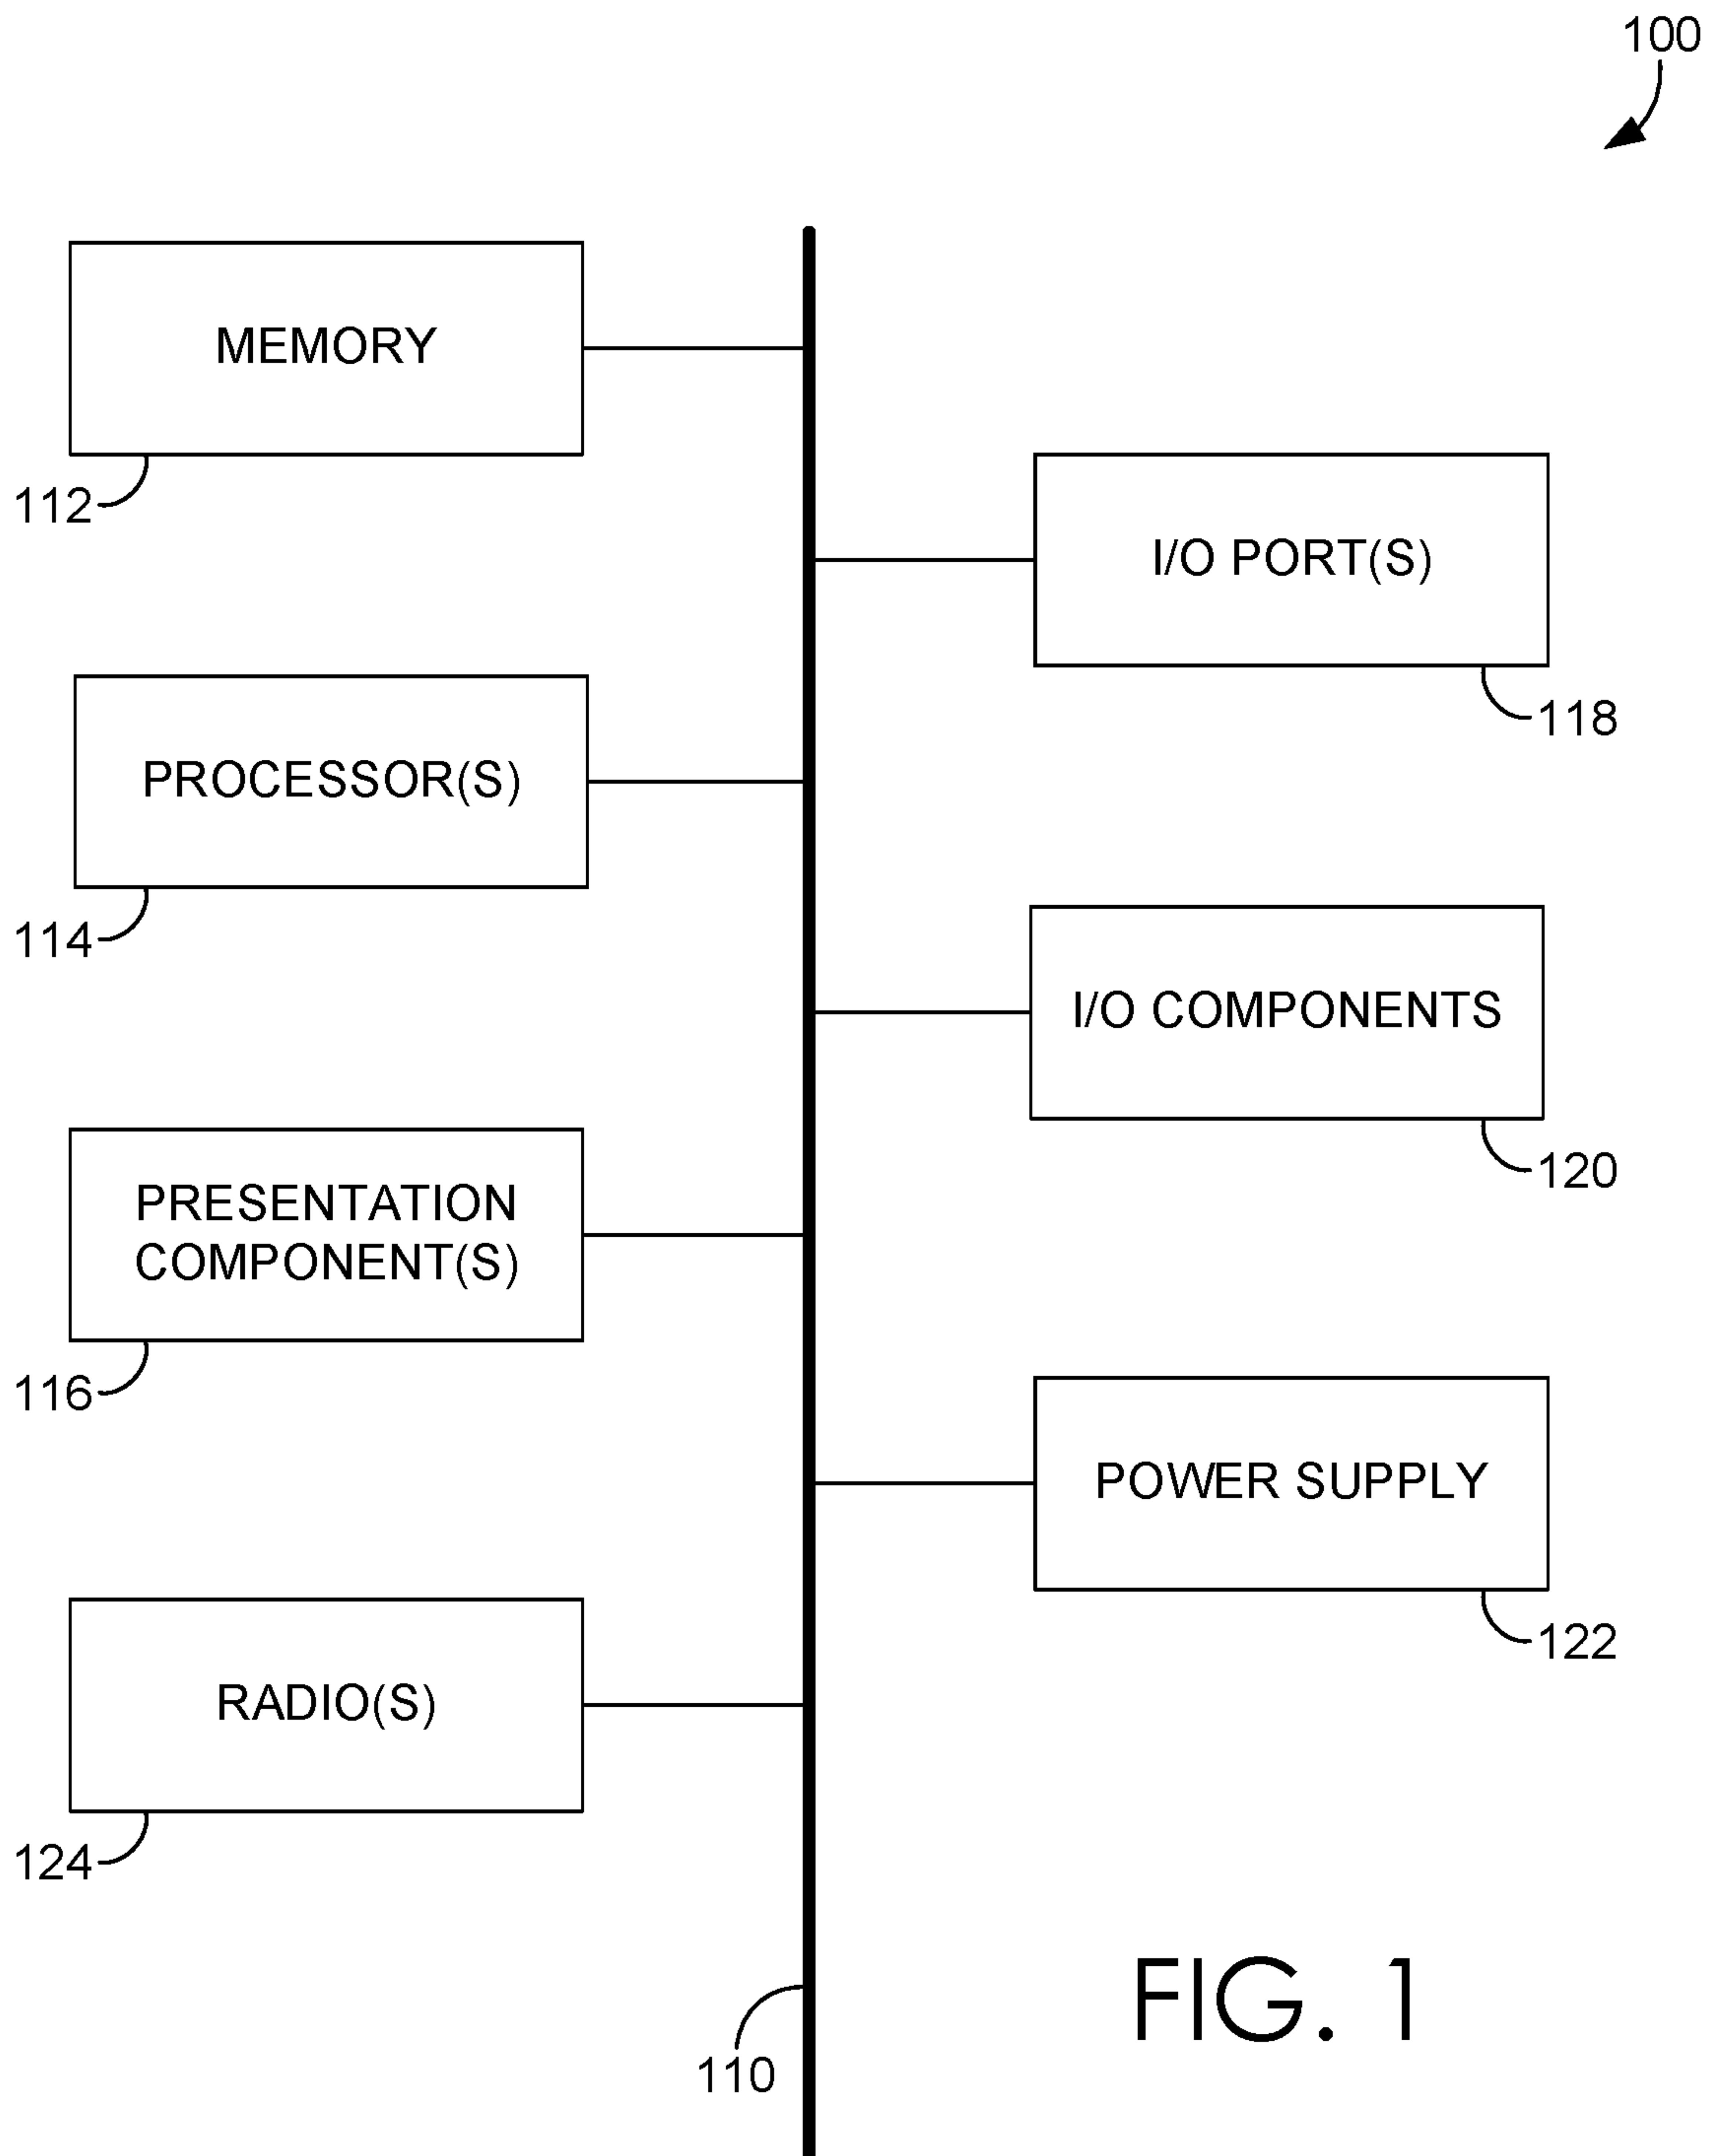 100
MEMORY
112
I/O PORT(S)
118
PROCESSOR(S)
114
I/O COMPONENTS
120
PRESENTATION
COMPONENT(S)
116
POWER SUPPLY
122
RADIO(S)
124
110
FIG. 1